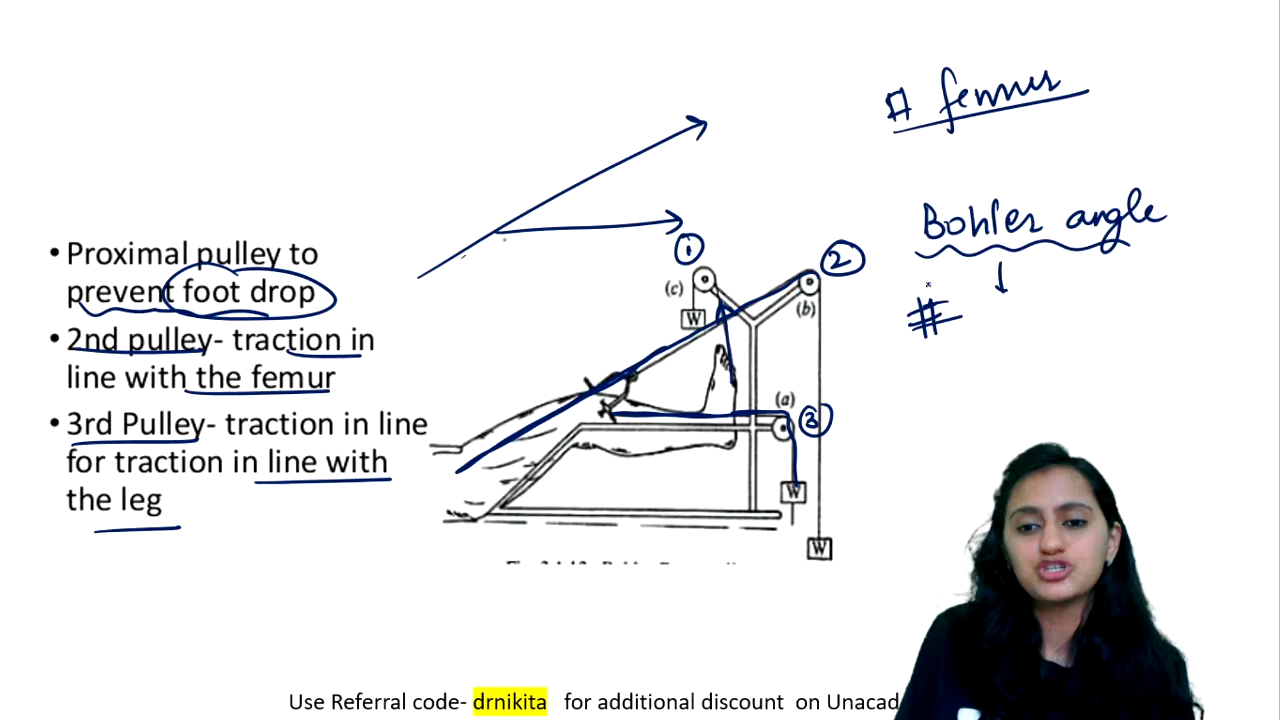 # femur
Bohler angle
#
• Proximal pulley to
prevent foot drop
• 2nd pulley- traction in
line with the femur
• 3rd Pulley- traction in line
for traction in line with
the leg
1
2
(c)
(b)
W
(a)
3
W
W
Use Referral code- drnikita for additional discount on Unacad